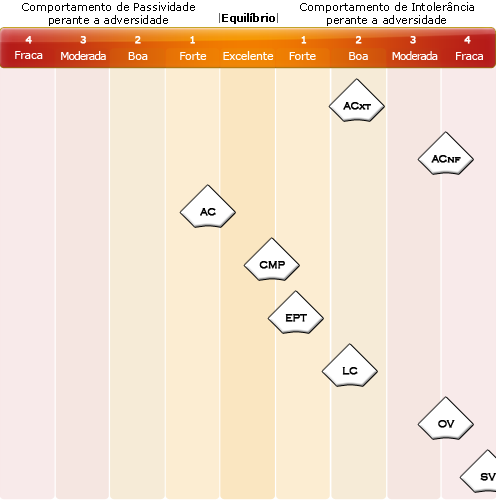 Comportamento de Passividade
perante a adversidade
|Equilíbrio|
Comportamento de Intolerância
perante a adversidade
4 3 2 1 1 2 3 4
Fraca Moderada Boa Forte Excelente Forte Boa Moderada Fraca
ACXT
ACNF
AC
CMP
EPT
LC
OV
SV